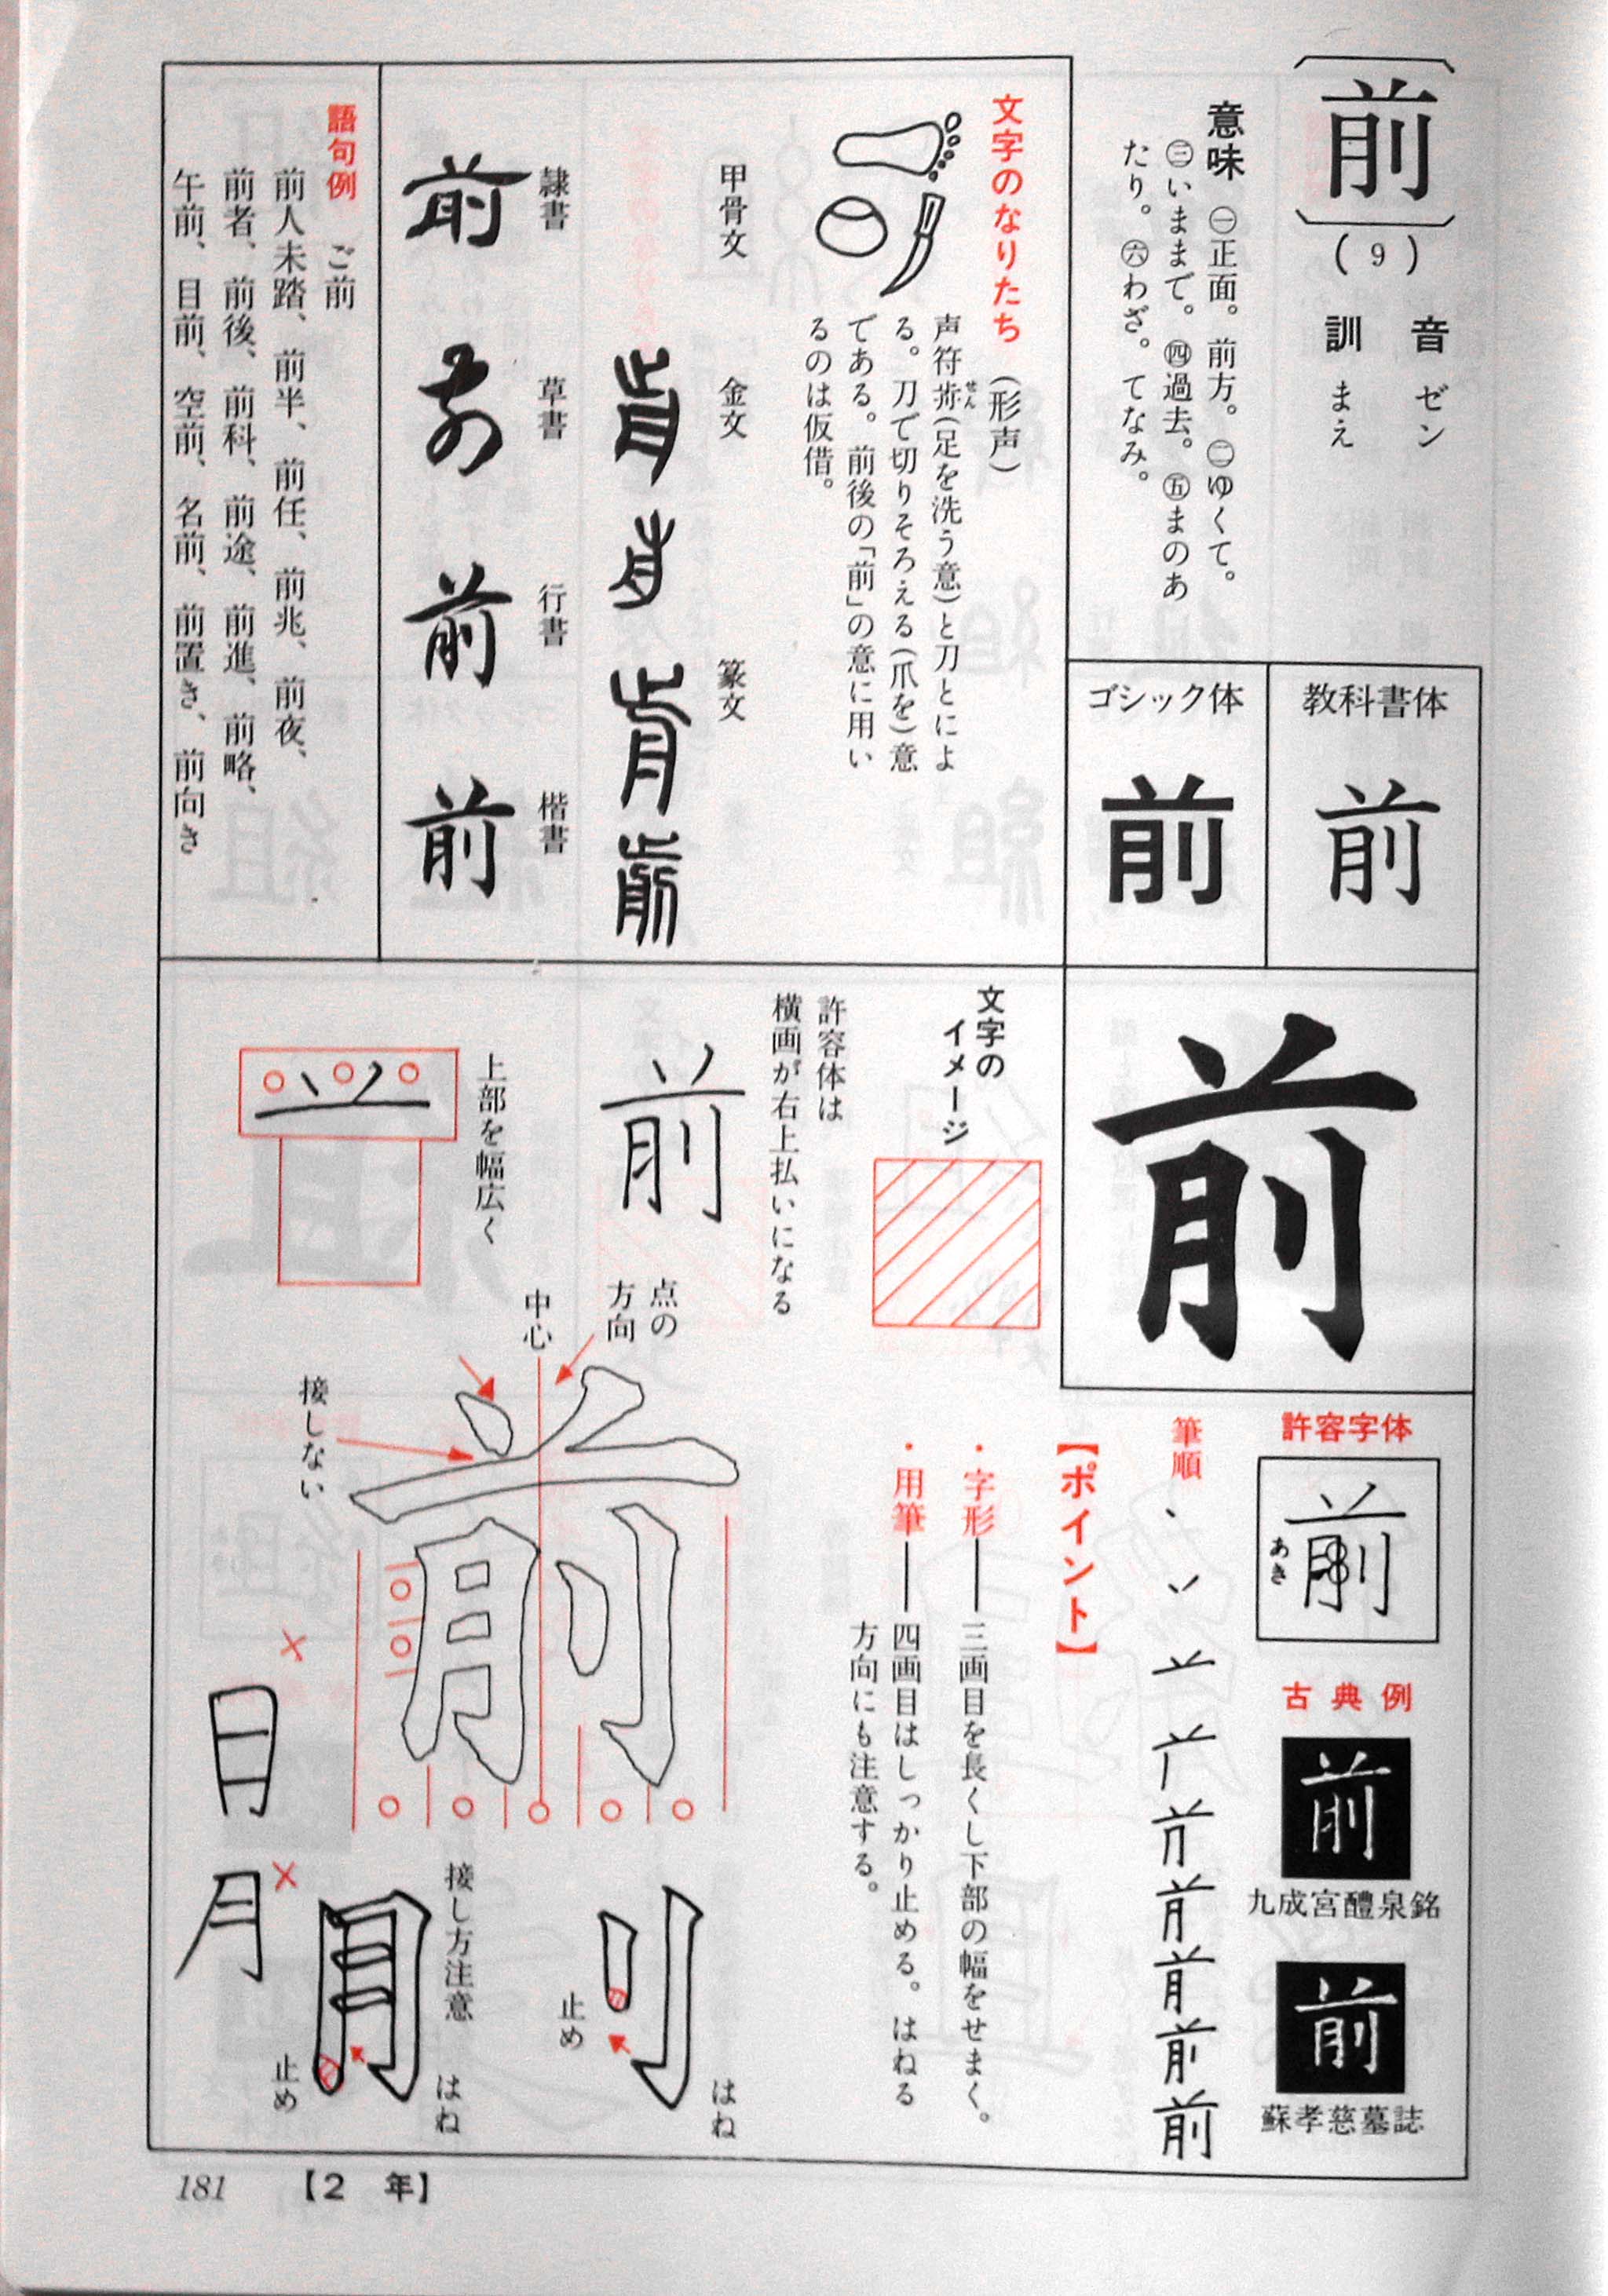 前
(9)
音 ゼン
訓 まえ
意味 ㊀正面。前方。㊁ゆくて。
㊂いままで。㊃過去。㊄まのあ
たり。㊅わざ。てなみ。
教科書体
前
ゴシック体
前
文字のなりたち
(形声)
声符歬(足を洗う意)と刀とによ
せん
る。刀で切りそろえる(爪を)意
である。前後の「前」の意に用い
るのは仮借。
甲骨文
金文
篆文
隷書
草書
行書
楷書
前
前
前
前
語句例 ご前
前人未踏、前半、前任、前兆、前夜、
前者、前後、前科、前途、前進、前略、
午前、目前、空前、名前、前置き、前向き
前
許容字体
前
あき
古典例
前
九成宮醴泉銘
前
蘇孝慈墓誌
筆順
前
【ポイント】
・字形――三画目を長くし下部の幅をせまく。
・用筆――四画目はしっかり止める。はねる
方向にも注意する。
文字の
イメージ
許容体は
横画が右上払いになる
前
上部を幅広く
点の
方向
中心
接しない
前
はね
止め
接し方注意
はね
止め
月
月
181 【2 年】